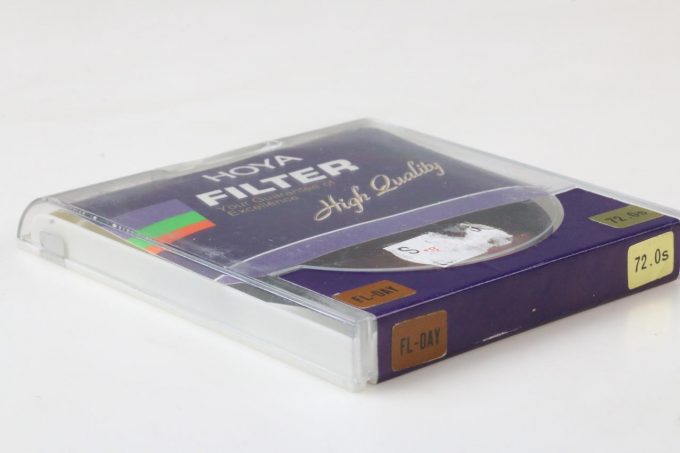 HOYA
FILTER
Your Guarantee of
Excellence
High Quality
S
FL-DAY
72.0s
FL-DAY
72.0s